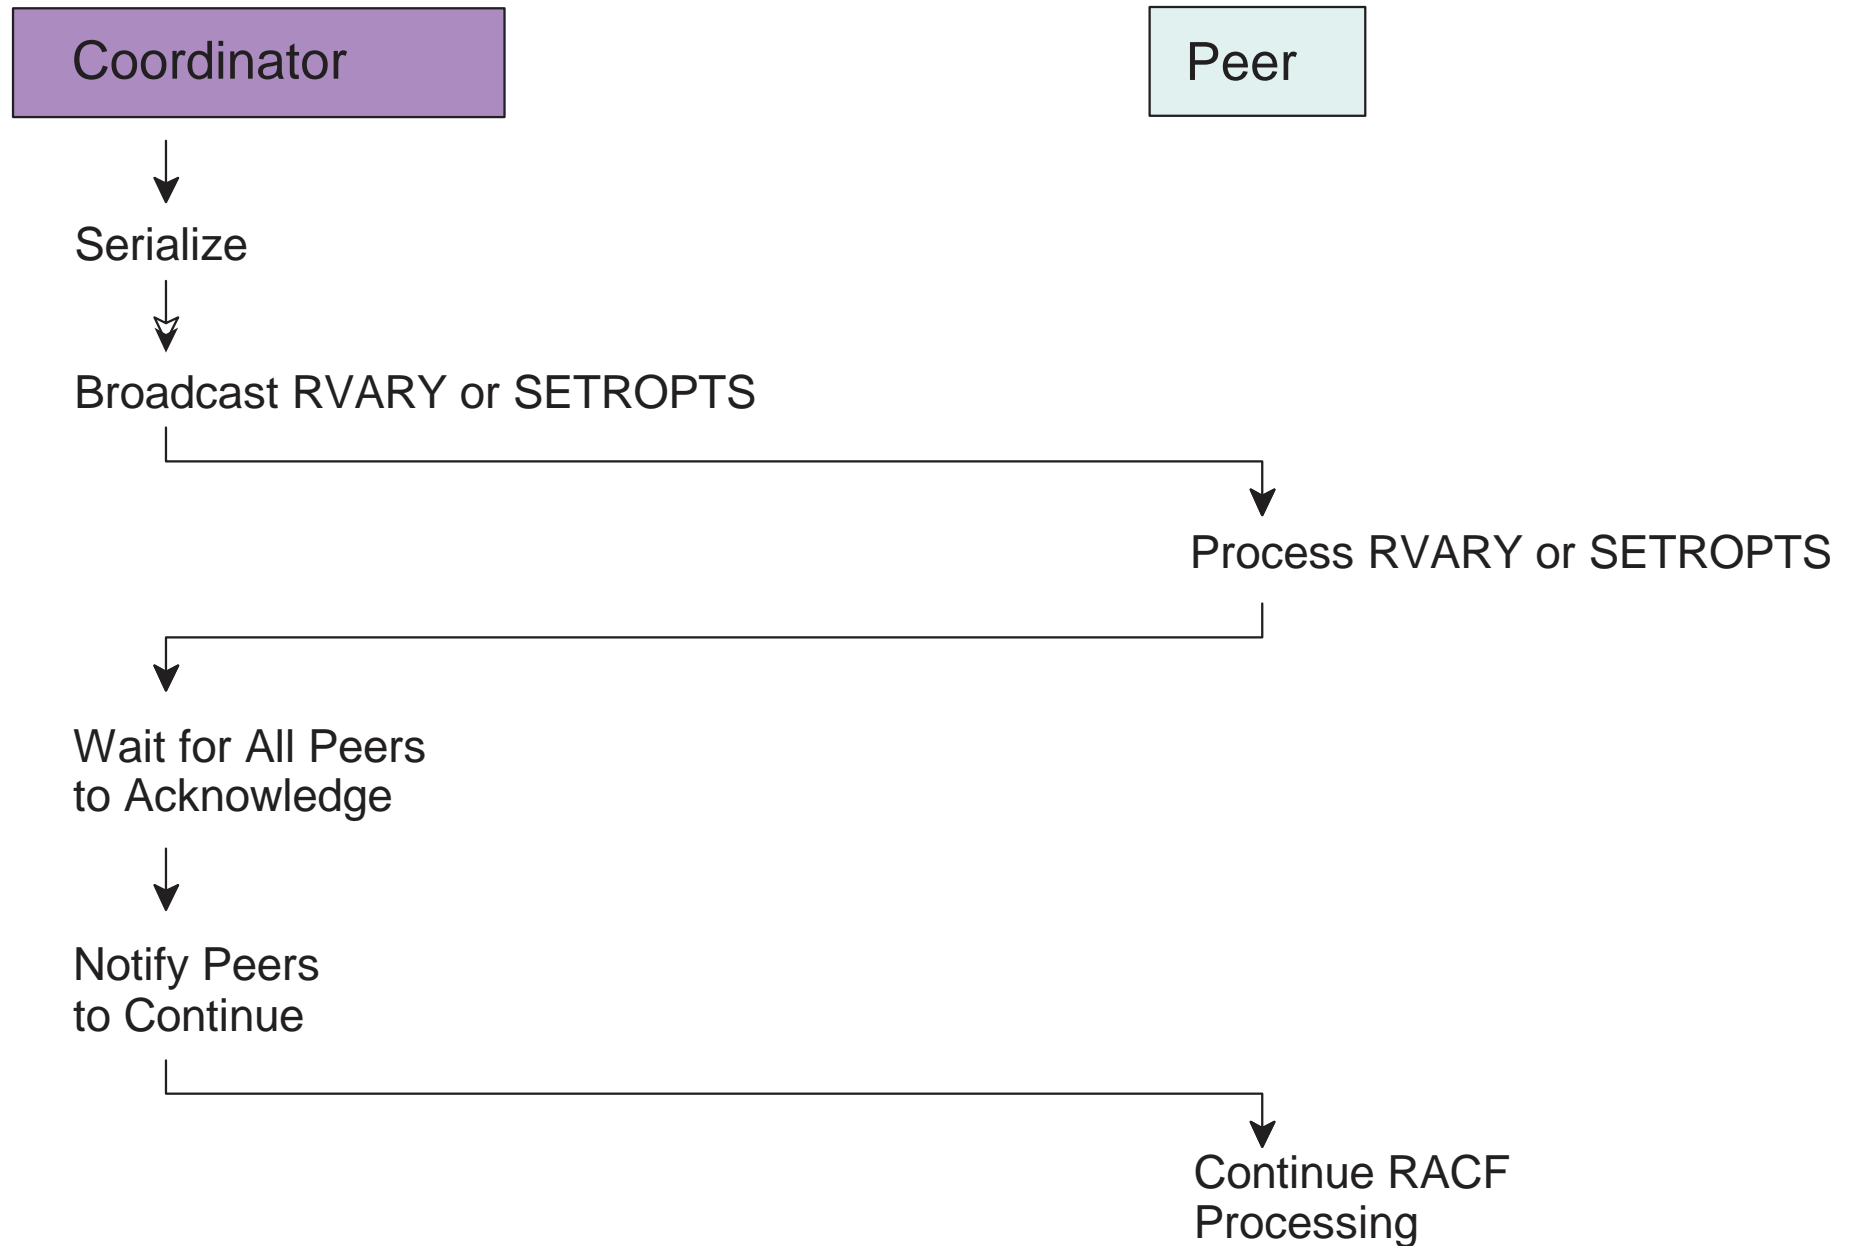 Coordinator
Peer
Serialize
Broadcast RVARY or SETROPTS
Process RVARY or SETROPTS
Wait for All Peers
to Acknowledge
Notify Peers
to Continue
Continue RACF
Processing